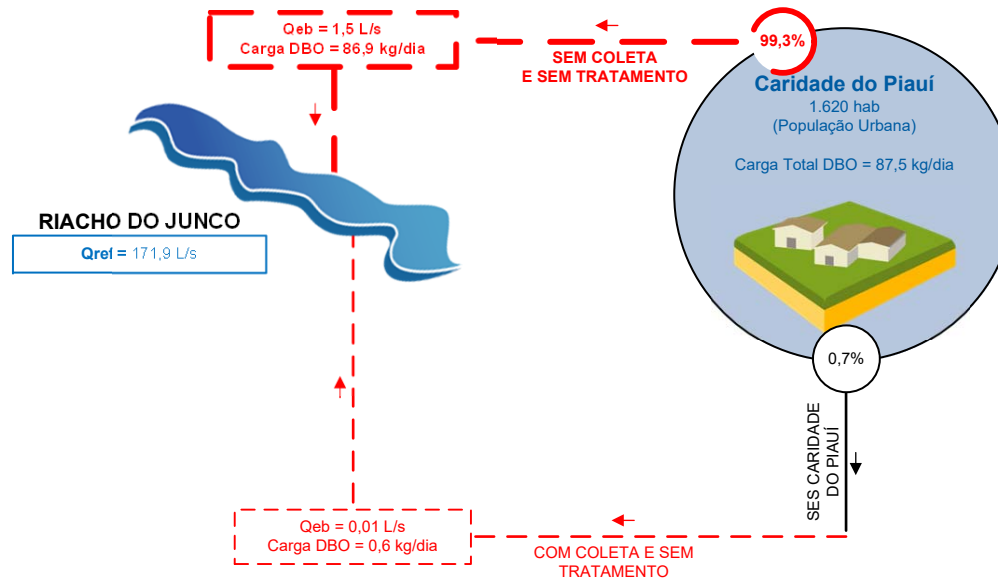 Qeb = 1,5 L/s
Carga DBO = 86,9 kg/dia
SEM COLETA
E SEM TRATAMENTO
99,3%
Caridade do Piauí
1.620 hab
(População Urbana)
Carga Total DBO = 87,5 kg/dia
RIACHO DO JUNCO
Qref = 171,9 L/s
0,7%
SES CARIDADE
DO PIAUÍ
Qeb = 0,01 L/s
Carga DBO = 0,6 kg/dia
COM COLETA E SEM
TRATAMENTO